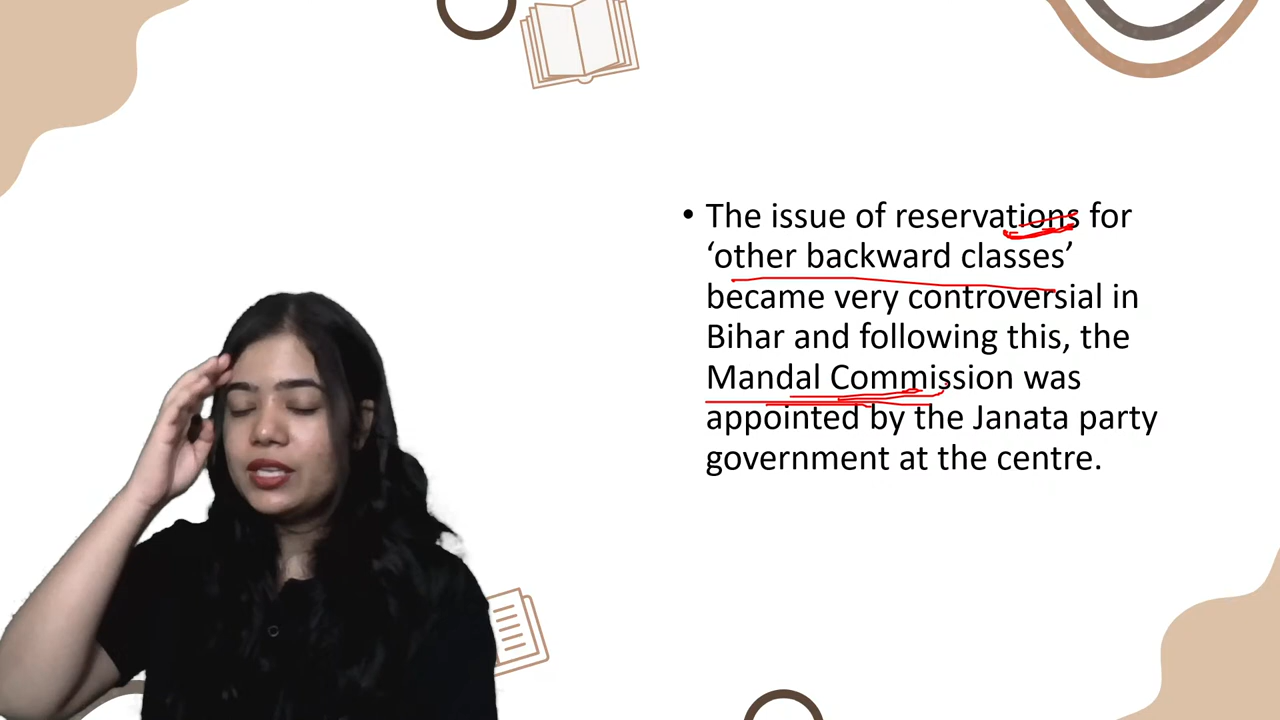 • The issue of reservations for
‘other backward classes’
became very controversial in
Bihar and following this, the
Mandal Commission was
appointed by the Janata party
government at the centre.